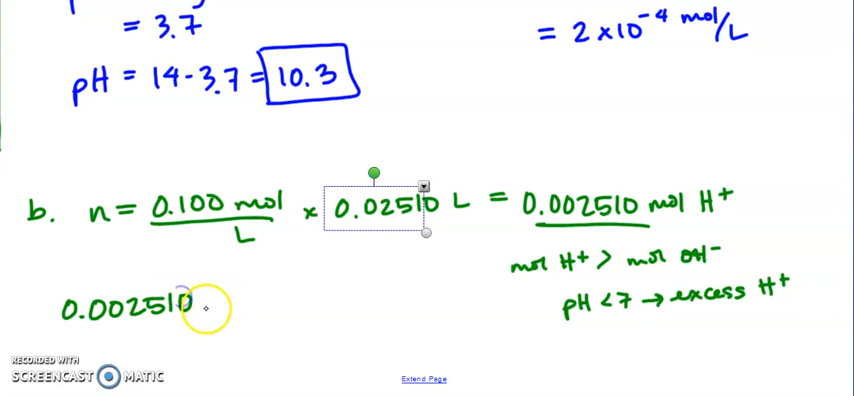 = 3.7
= 2 × 10⁻⁴ mol/L
pH = 14 - 3.7 = 10.3
b. n = 0.100 mol/L × 0.02510 L = 0.002510 mol H+
mol H+ > mol OH-
pH < 7 → excess H+
0.002510
RECORDED WITH
SCREENCAST MATIC
Extend Page